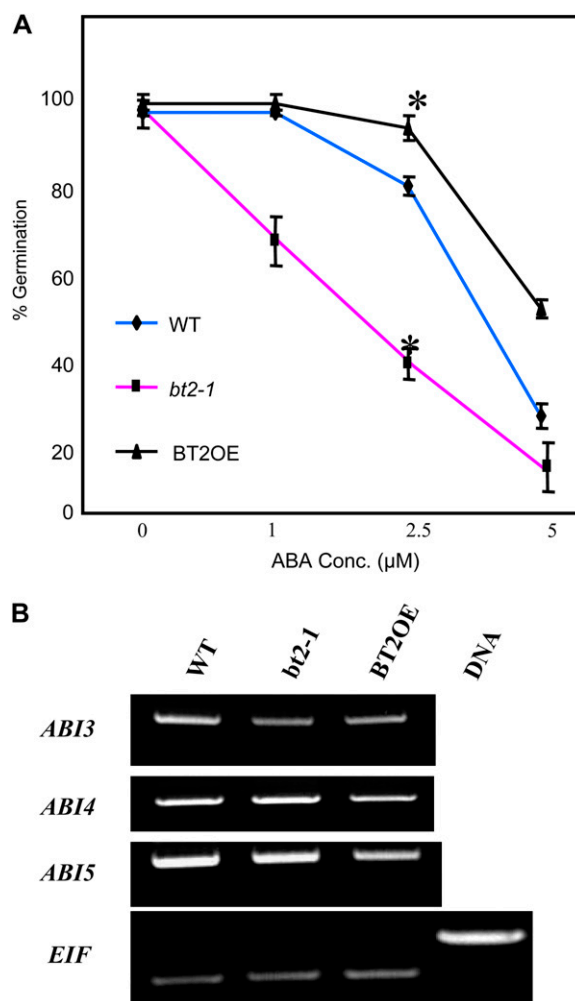 A
100
80
60
40
20
0
% Germination
*
*
WT
bt2-1
BT2OE
0 1 2.5 5
ABA Conc. (µM)
B
WT bt2-1 BT2OE DNA
ABI3
ABI4
ABI5
EIF